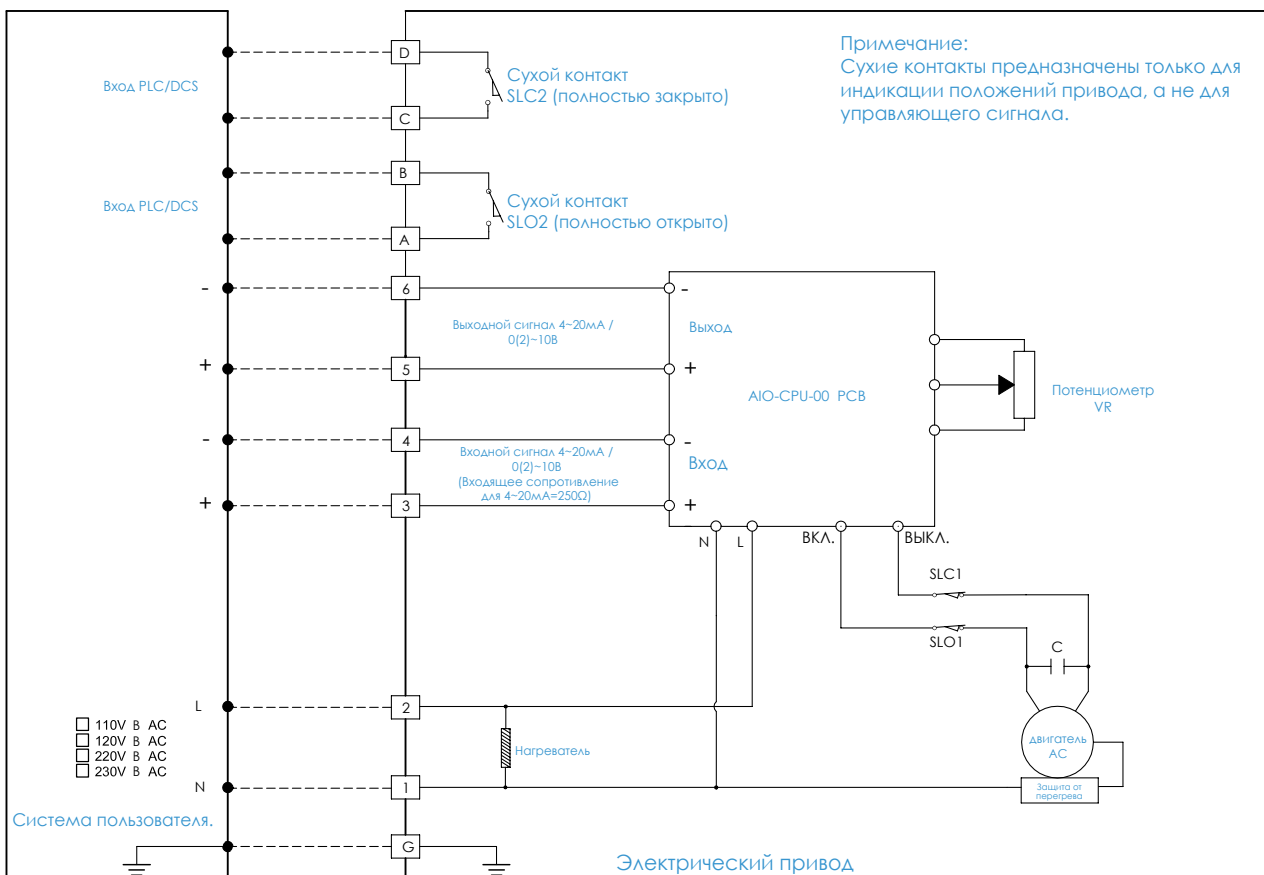 Примечание:
Сухие контакты предназначены только для
индикации положений привода, а не для
управляющего сигнала.
D
Вход PLC/DCS
Сухой контакт
SLC2 (полностью закрыто)
C
B
Вход PLC/DCS
Сухой контакт
SLO2 (полностью открыто)
A
-
6
-
Выходной сигнал 4~20мА /
0(2)~10В
Выход
+
5
+
AIO-CPU-00 PCB
Потенциометр
VR
-
4
-
Входной сигнал 4~20мА /
0(2)~10В
(Входящее сопротивление
для 4~20мА=250Ω)
Вход
+
3
+
N
L
ВКЛ.
ВЫКЛ.
SLC1
SLO1
C
L
2
110V В AC
120V В AC
220V В AC
230V В AC
Нагреватель
двигатель
AC
N
1
Защита от
перегрева
Система пользователя.
G
Электрический привод